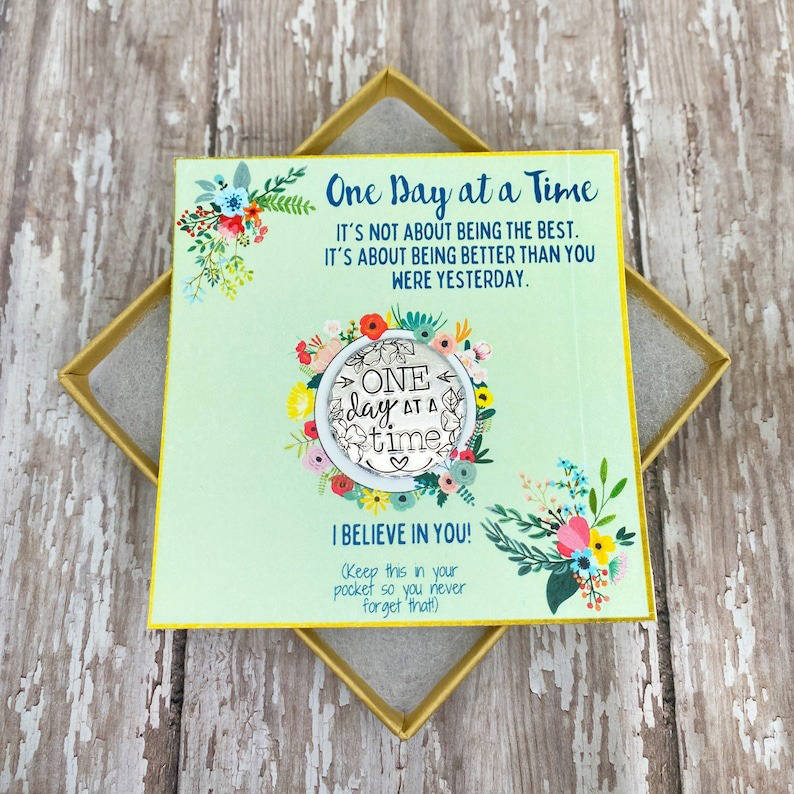 One Day at a Time
IT'S NOT ABOUT BEING THE BEST.
IT'S ABOUT BEING BETTER THAN YOU
WERE YESTERDAY.
ONE
day AT A
time
I BELIEVE IN YOU!
(Keep this in your
pocket so you never
forget that!)